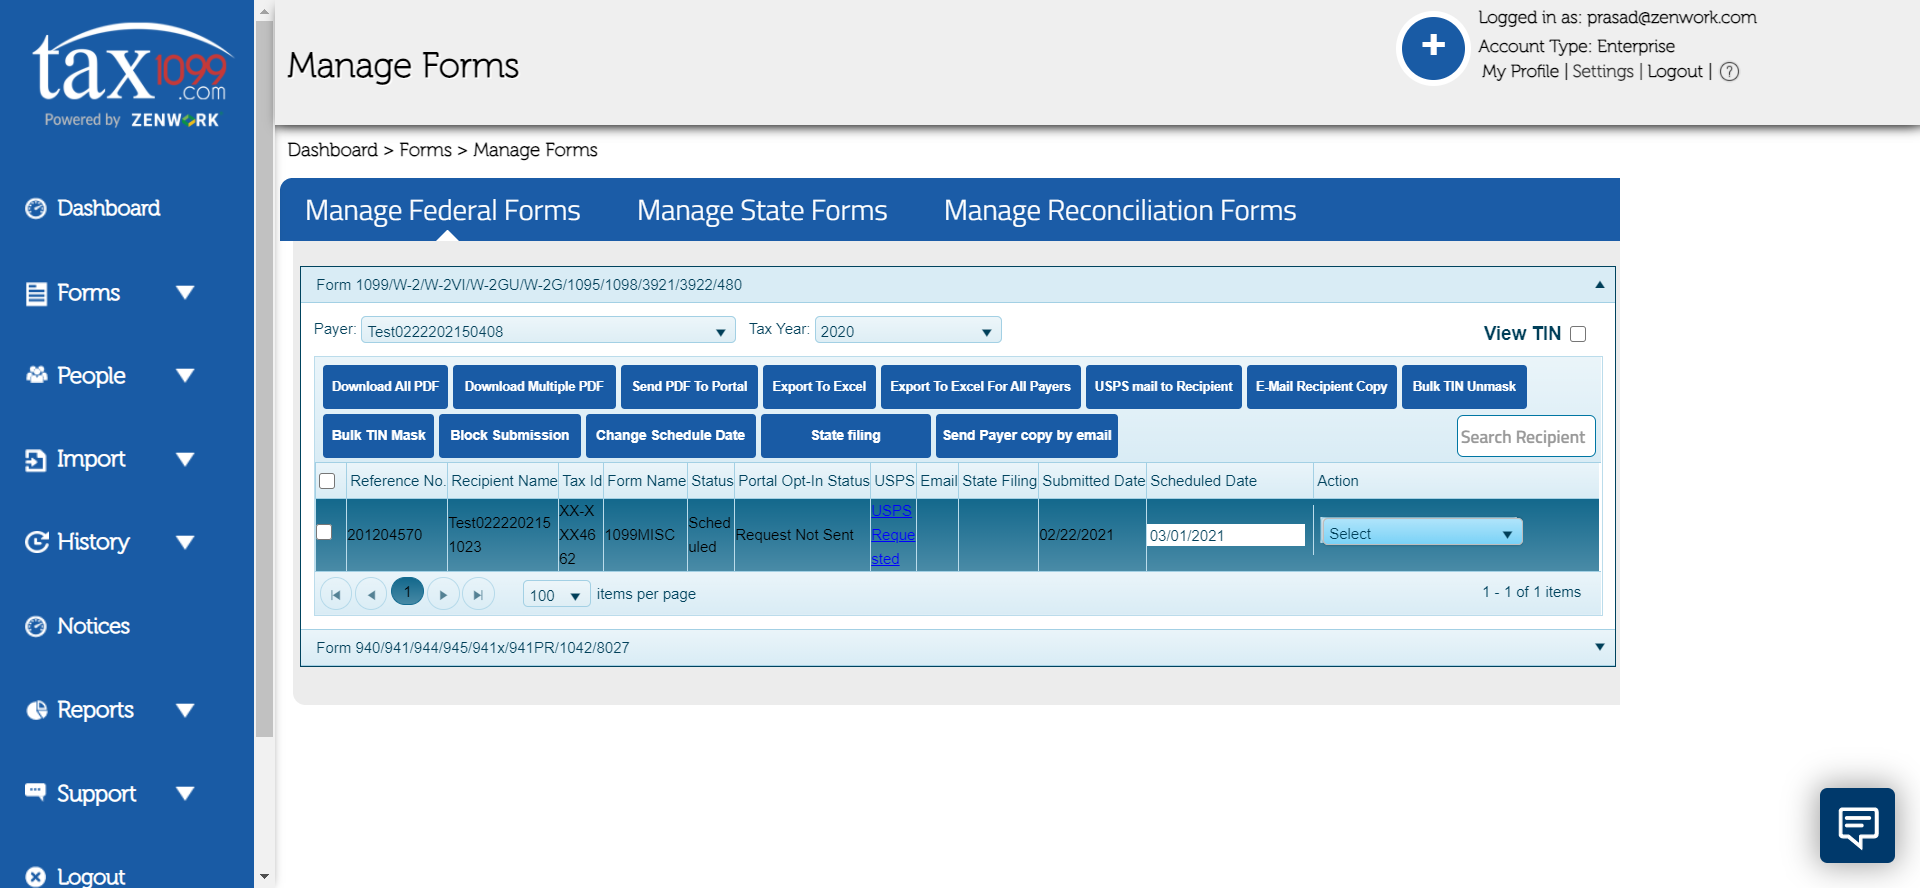 tax1099
.com
Powered by ZENWORK
Dashboard
Forms
People
Import
History
Notices
Reports
Support
Logout
Manage Forms
Logged in as: prasad@zenwork.com
Account Type: Enterprise
My Profile | Settings | Logout | ?
Dashboard > Forms > Manage Forms
Manage Federal Forms Manage State Forms Manage Reconciliation Forms
Form 1099/W-2/W-2VI/W-2GU/W-2G/1095/1098/3921/3922/480
Payer: Test0222202150408 Tax Year: 2020 View TIN
Download All PDF Download Multiple PDF Send PDF To Portal Export To Excel Export To Excel For All Payers USPS mail to Recipient E-Mail Recipient Copy Bulk TIN Unmask
Bulk TIN Mask Block Submission Change Schedule Date State filing Send Payer copy by email Search Recipient
Reference No. Recipient Name Tax Id Form Name Status Portal Opt-In Status USPS Email State Filing Submitted Date Scheduled Date Action
201204570
Test022220215
1023
XX-X
XX46
62
1099MISC
Sched
uled
Request Not Sent
USPS
Reque
sted
02/22/2021
03/01/2021
Select
1 100 items per page 1 - 1 of 1 items
Form 940/941/944/945/941x/941PR/1042/8027